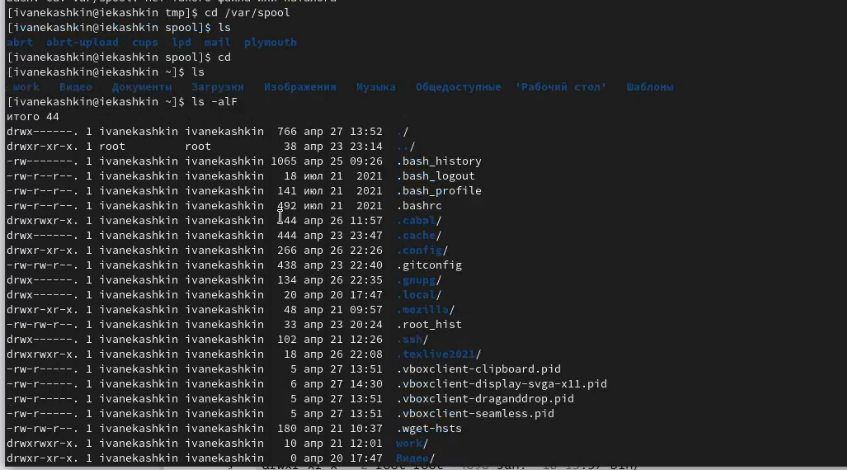 [ivanekashkin@iekashkin tmp]$ cd /var/spool
[ivanekashkin@iekashkin spool]$ ls
abrt abrt-upload cups lpd mail plymouth
[ivanekashkin@iekashkin spool]$ cd
[ivanekashkin@iekashkin ~]$ ls
work Видео Документы Загрузки Изображения Музыка Общедоступные 'Рабочий стол' Шаблоны
[ivanekashkin@iekashkin ~]$ ls -alF
итого 44
drwx------. 1 ivanekashkin ivanekashkin 766 апр 27 13:52 ./
drwxr-xr-x. 1 root root 38 апр 23 23:14 ../
-rw-------. 1 ivanekashkin ivanekashkin 1065 апр 25 09:26 .bash_history
-rw-r--r--. 1 ivanekashkin ivanekashkin 18 июл 21 2021 .bash_logout
-rw-r--r--. 1 ivanekashkin ivanekashkin 141 июл 21 2021 .bash_profile
-rw-r--r--. 1 ivanekashkin ivanekashkin 492 июл 21 2021 .bashrc
drwxrwxr-x. 1 ivanekashkin ivanekashkin 144 апр 26 11:57 .cabal/
drwx------. 1 ivanekashkin ivanekashkin 444 апр 23 23:47 .cache/
drwxr-xr-x. 1 ivanekashkin ivanekashkin 266 апр 26 22:26 .config/
-rw-rw-r--. 1 ivanekashkin ivanekashkin 438 апр 23 22:40 .gitconfig
drwx------. 1 ivanekashkin ivanekashkin 134 апр 26 22:35 .gnupg/
drwx------. 1 ivanekashkin ivanekashkin 20 апр 20 17:47 .local/
drwxr-xr-x. 1 ivanekashkin ivanekashkin 48 апр 21 09:57 .mozilla/
-rw-rw-r--. 1 ivanekashkin ivanekashkin 33 апр 23 20:24 .root_hist
drwx------. 1 ivanekashkin ivanekashkin 102 апр 21 12:26 .ssh/
drwxrwxr-x. 1 ivanekashkin ivanekashkin 18 апр 26 22:08 .texlive2021/
-rw-r-----. 1 ivanekashkin ivanekashkin 5 апр 27 13:51 .vboxclient-clipboard.pid
-rw-r-----. 1 ivanekashkin ivanekashkin 6 апр 27 14:30 .vboxclient-display-svga-x11.pid
-rw-r-----. 1 ivanekashkin ivanekashkin 5 апр 27 13:51 .vboxclient-draganddrop.pid
-rw-r-----. 1 ivanekashkin ivanekashkin 5 апр 27 13:51 .vboxclient-seamless.pid
-rw-rw-r--. 1 ivanekashkin ivanekashkin 180 апр 21 10:37 .wget-hsts
drwxrwxr-x. 1 ivanekashkin ivanekashkin 10 апр 21 12:01 work/
drwxr-xr-x. 1 ivanekashkin ivanekashkin 0 апр 20 17:47 Видео/